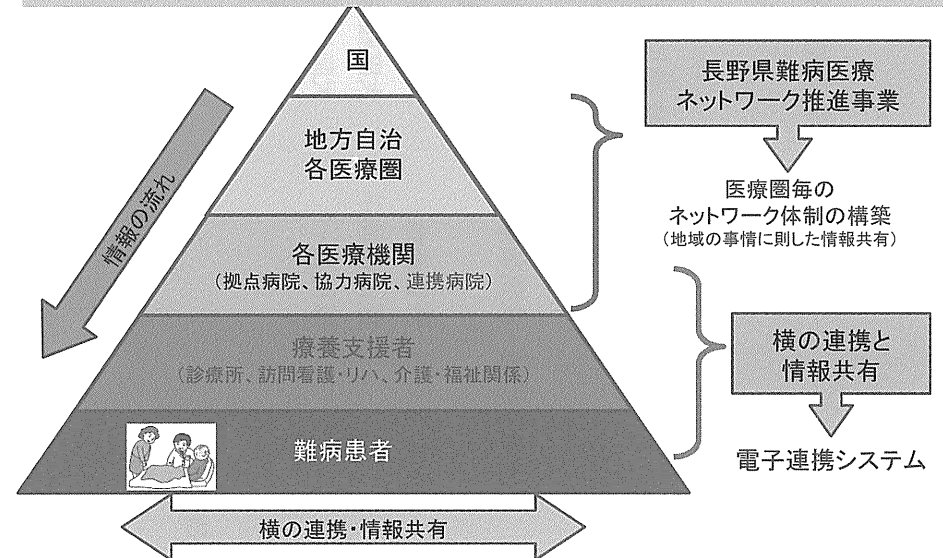 国
地方自治
各医療圏
各医療機関
(拠点病院、協力病院、連携病院)
療養支援者
(診療所、訪問看護・リハ、介護・福祉関係)
難病患者
情報の流れ
横の連携・情報共有
長野県難病医療
ネットワーク推進事業
医療圏毎の
ネットワーク体制の構築
(地域の事情に則した情報共有)
横の連携と
情報共有
電子連携システム